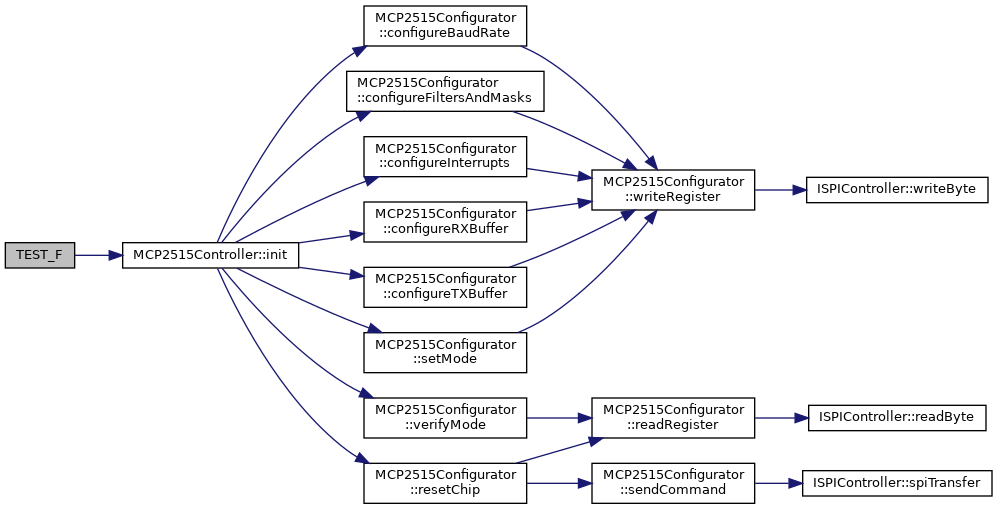 TEST_F
MCP2515Controller::init
MCP2515Configurator
::configureBaudRate
MCP2515Configurator
::configureFiltersAndMasks
MCP2515Configurator
::configureInterrupts
MCP2515Configurator
::configureRXBuffer
MCP2515Configurator
::configureTXBuffer
MCP2515Configurator
::setMode
MCP2515Configurator
::verifyMode
MCP2515Configurator
::resetChip
MCP2515Configurator
::writeRegister
MCP2515Configurator
::readRegister
MCP2515Configurator
::sendCommand
ISPIController::writeByte
ISPIController::readByte
ISPIController::spiTransfer